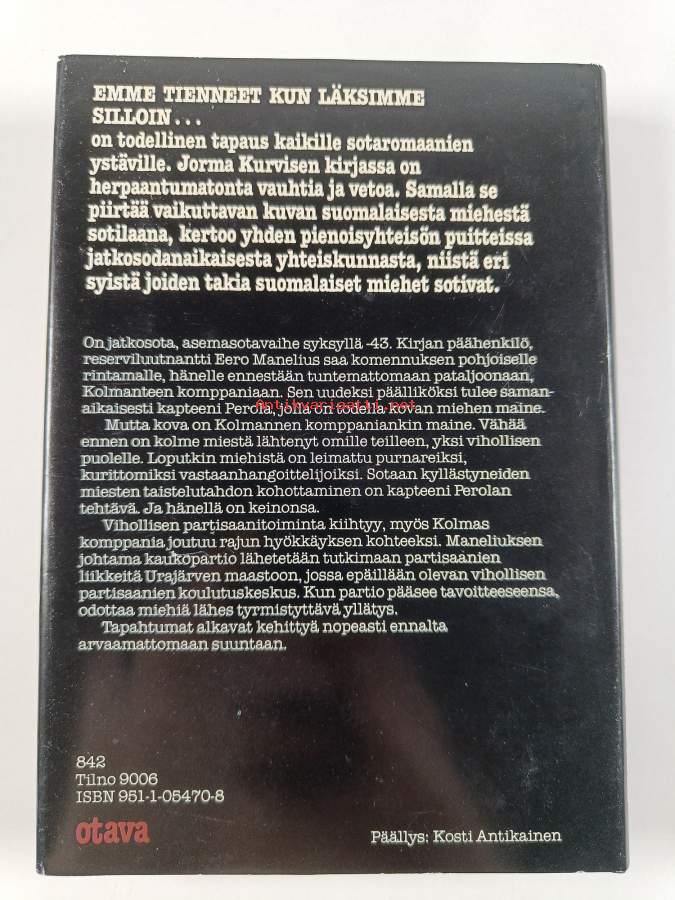 EMME TIENNEET KUN LÄKSIMME
SILLOIN...
on todellinen tapaus kaikille sotaromaanien
ystäville. Jorma Kurvisen kirjassa on
herpaantumatonta vauhtia ja vetoa. Samalla se
piirtää vaikuttavan kuvan suomalaisesta miehestä
sotilaana, kertoo yhden pienoisyhteisön puitteissa
jatkosodanaikaisesta yhteiskunnasta, niistä eri
syistä joiden takia suomalaiset miehet sotivat.
On jatkosota, asemasotavaihe syksyllä -43. Kirjan päähenkilö,
reserviluutnantti Eero Manelius saa komennuksen pohjoiselle
rintamalle, hänelle ennestään tuntemattomaan pataljoonaan,
Kolmanteen komppaniaan. Sen uudeksi päälliköksi tulee saman-
aikaisesti kapteeni Perola, jolla on todella kovan miehen maine.
Antikvariaatti.net
Mutta kova on Kolmannen komppaniankin maine. Vähää
ennen on kolme miestä lähtenyt omille teilleen, yksi vihollisen
puolelle. Loputkin miehistä on leimattu purnareiksi,
kurittomiksi vastaanhangoittelijoiksi. Sotaan kyllästyneiden
miesten taistelutahdon kohottaminen on kapteeni Perolan
tehtävä. Ja hänellä on keinonsa.
Vihollisen partisaanitoiminta kiihtyy, myös Kolmas
komppania joutuu rajun hyökkäyksen kohteeksi. Maneliuksen
johtama kaukopartio lähetetään tutkimaan partisaanien
liikkeitä Urajärven maastoon, jossa epäillään olevan vihollisen
partisaanien koulutuskeskus. Kun partio pääsee tavoitteeseensa,
odottaa miehiä lähes tyrmistyttävä yllätys.
Tapahtumat alkavat kehittyä nopeasti ennalta
arvaamattomaan suuntaan.
842
Tilno 9006
ISBN 951-1-05470-8
otava
Päällys: Kosti Antikainen